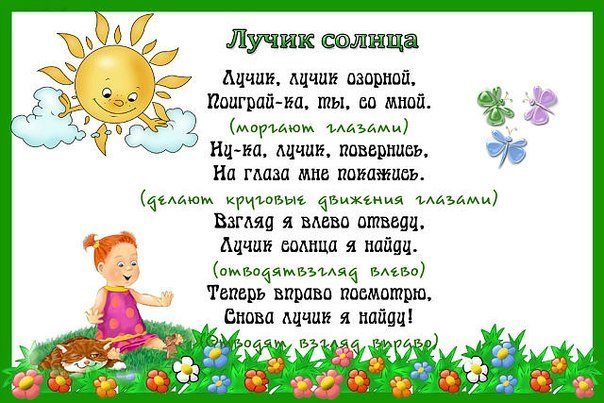 Лучик солнца
Лучик, лучик озорной,
Поиграй-ка, ты, со мной.
(моргают глазами)
Ну-ка, лучик, повернись,
На глаза мне покажись.
(делают круговые движения глазами)
Взгляд я влево отведу,
Лучик солнца я найду.
(отводятвзгляд влево)
Теперь вправо посмотрю,
Снова лучик я найду!
(Отводят взгляд вправо)